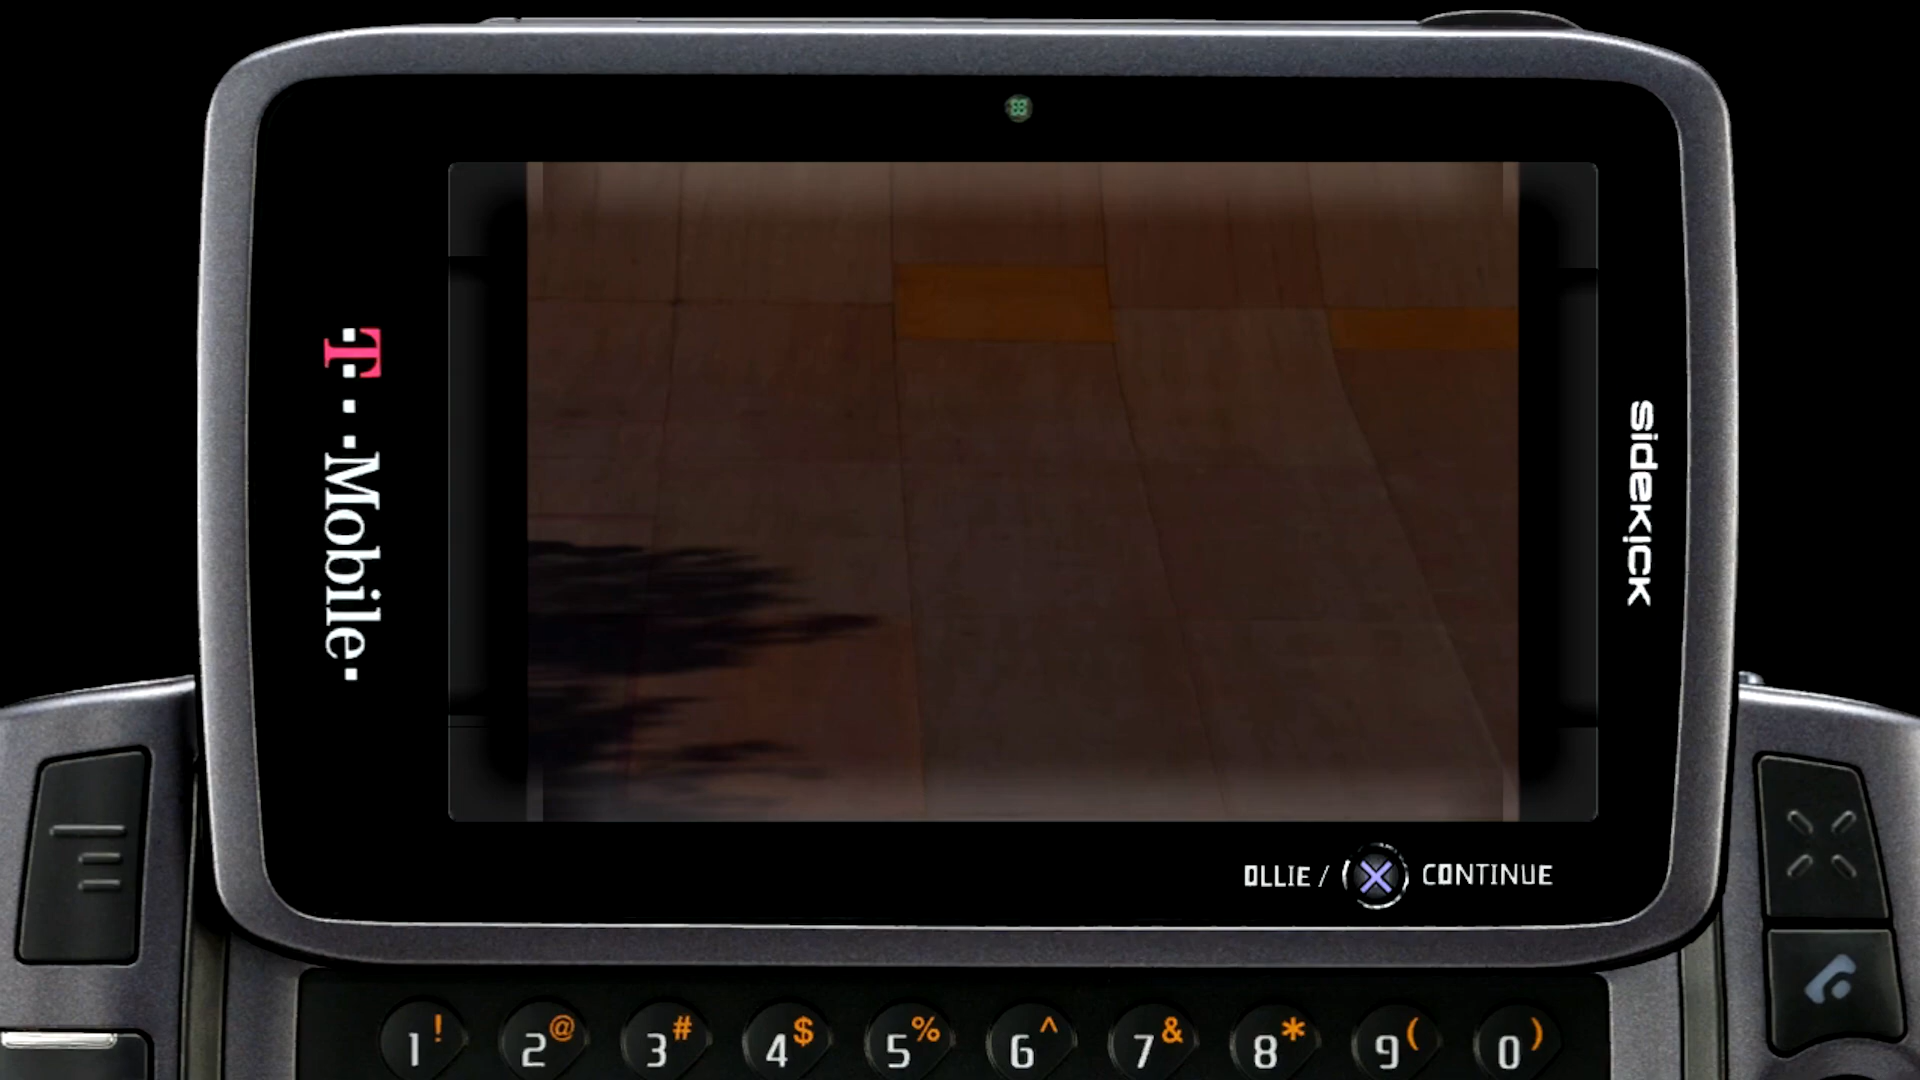 T··Mobile·
sidekick
OLLIE / CONTINUE
1! 2@ 3# 4$ 5% 6^ 7& 8* 9( 0)